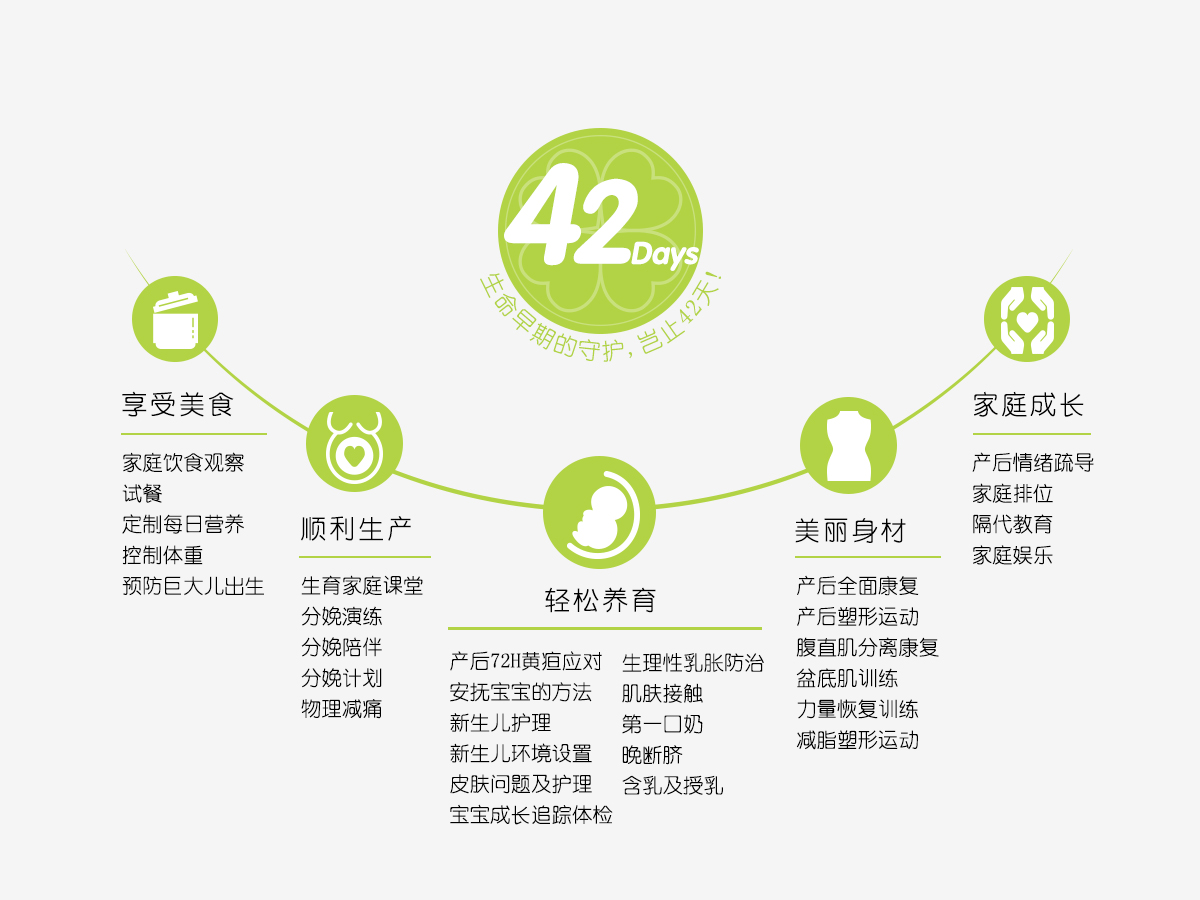 42Days
生命早期的守护，岂止42天！
享受美食
家庭饮食观察
试餐
定制每日营养
控制体重
预防巨大儿出生
顺利生产
生育家庭课堂
分娩演练
分娩陪伴
分娩计划
物理减痛
轻松养育
产后72H黄疸应对
安抚宝宝的方法
新生儿护理
新生儿环境设置
皮肤问题及护理
宝宝成长追踪体检
生理性乳胀防治
肌肤接触
第一口奶
晚断脐
含乳及授乳
美丽身材
产后全面康复
产后塑形运动
腹直肌分离康复
盆底肌训练
力量恢复训练
减脂塑形运动
家庭成长
产后情绪疏导
家庭排位
隔代教育
家庭娱乐